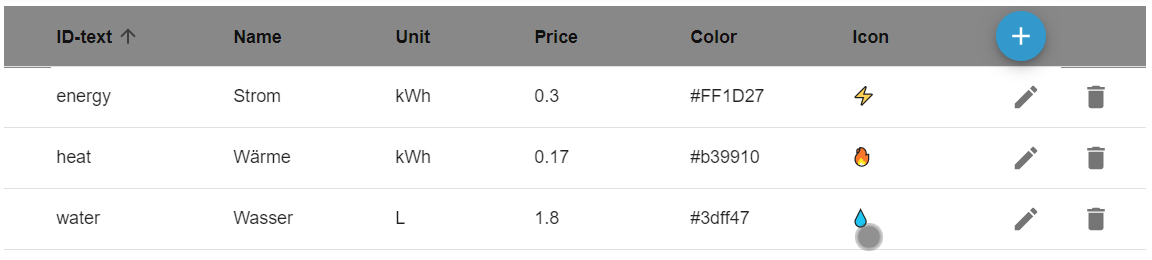 ID-text Name Unit Price Color Icon
energy Strom kWh 0.3 #FF1D27
heat Wärme kWh 0.17 #b39910
water Wasser L 1.8 #3dff47